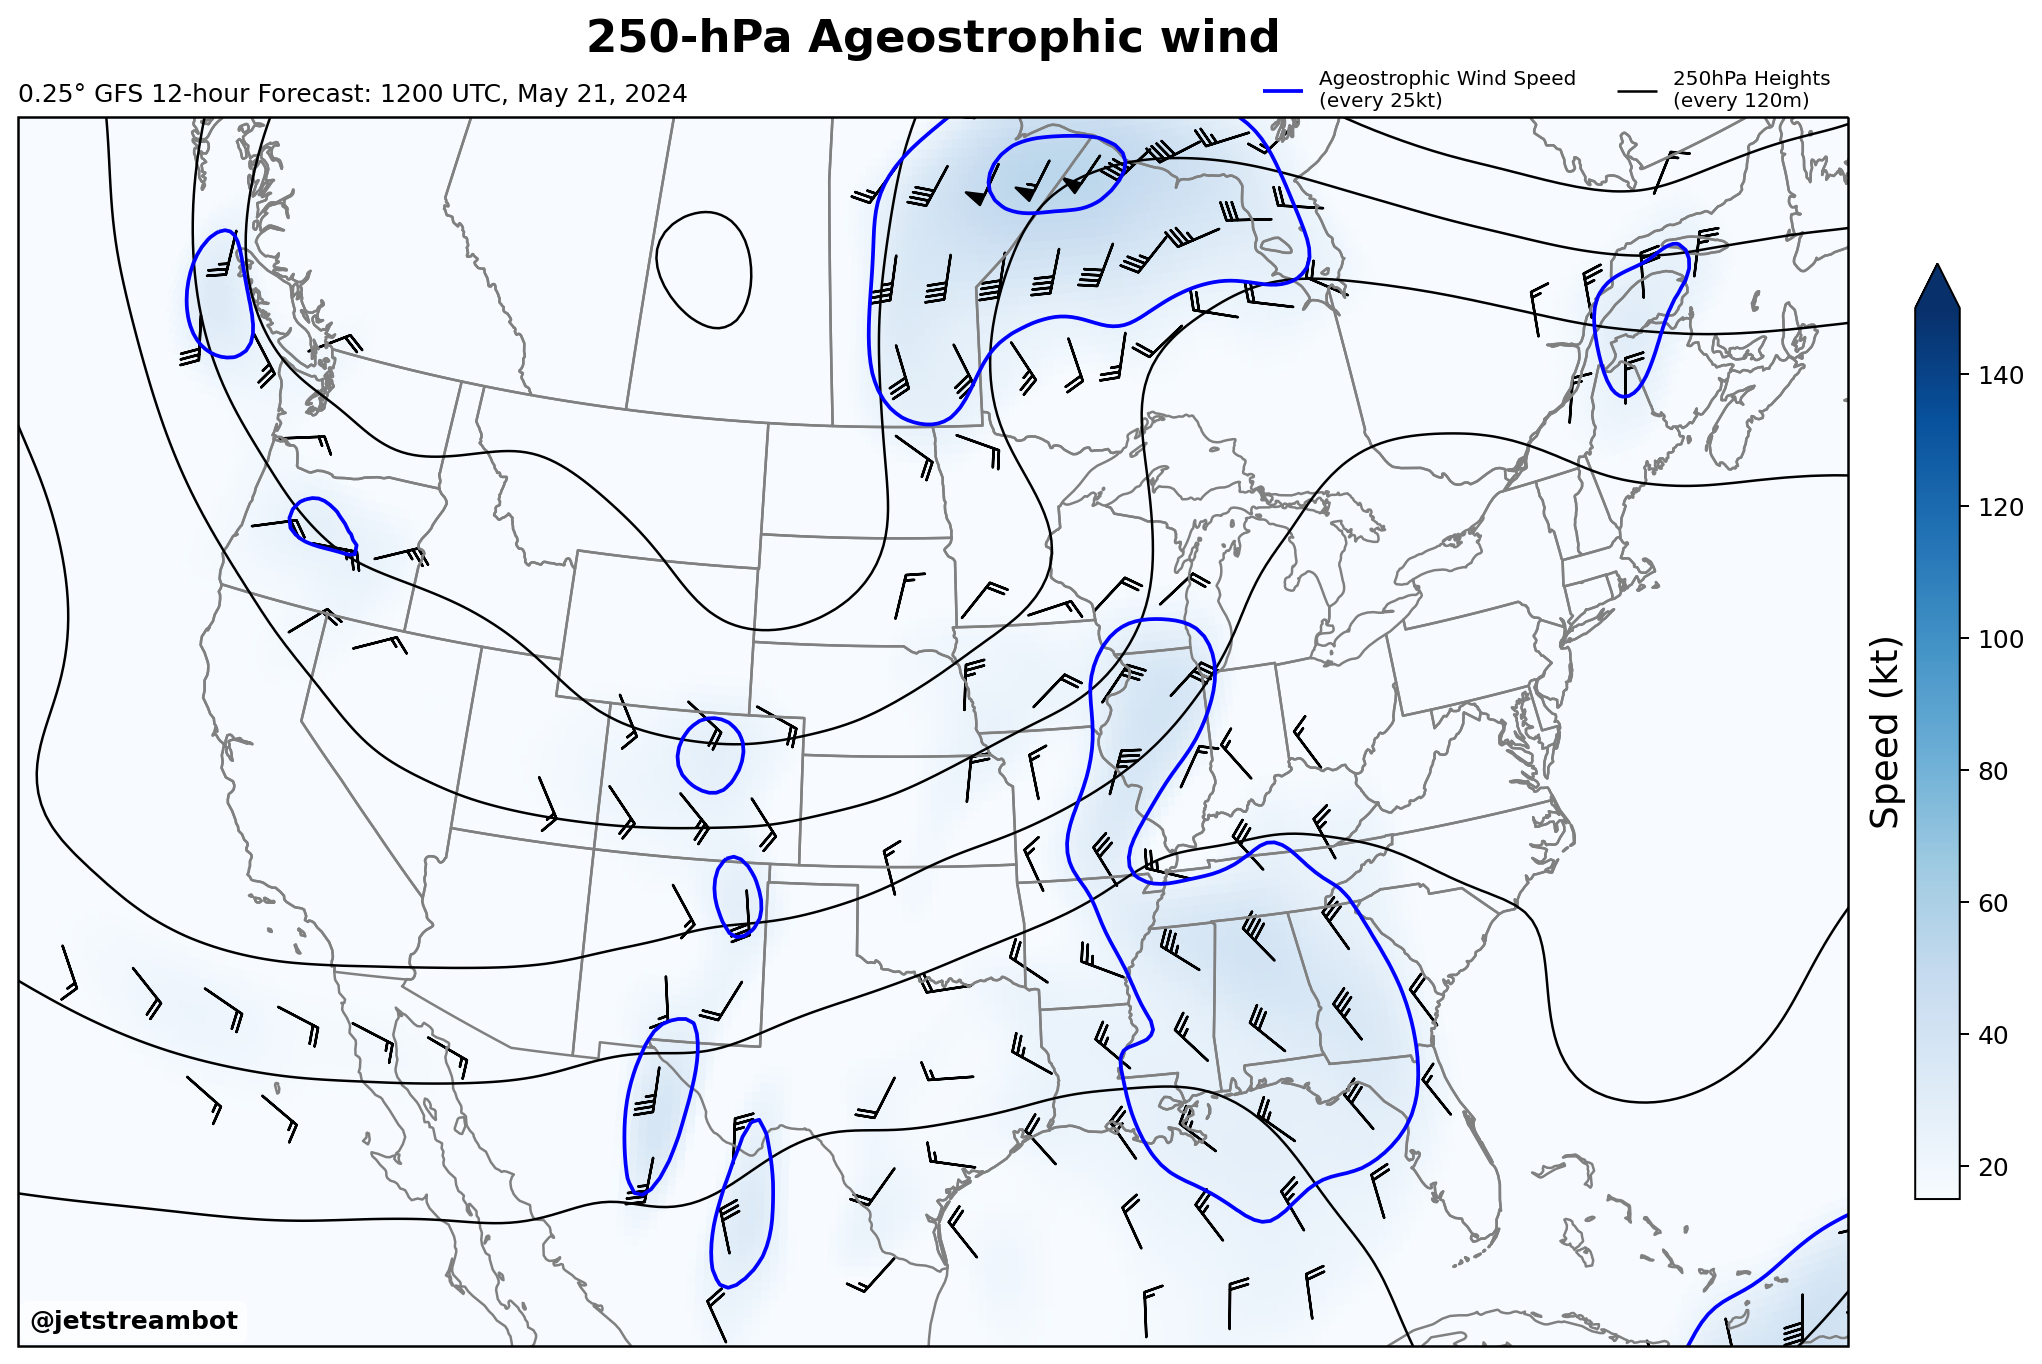 250-hPa Ageostrophic wind
0.25° GFS 12-hour Forecast: 1200 UTC, May 21, 2024
Ageostrophic Wind Speed
(every 25kt)
250hPa Heights
(every 120m)
140
120
100
80
60
40
20
Speed (kt)
@jetstreambot